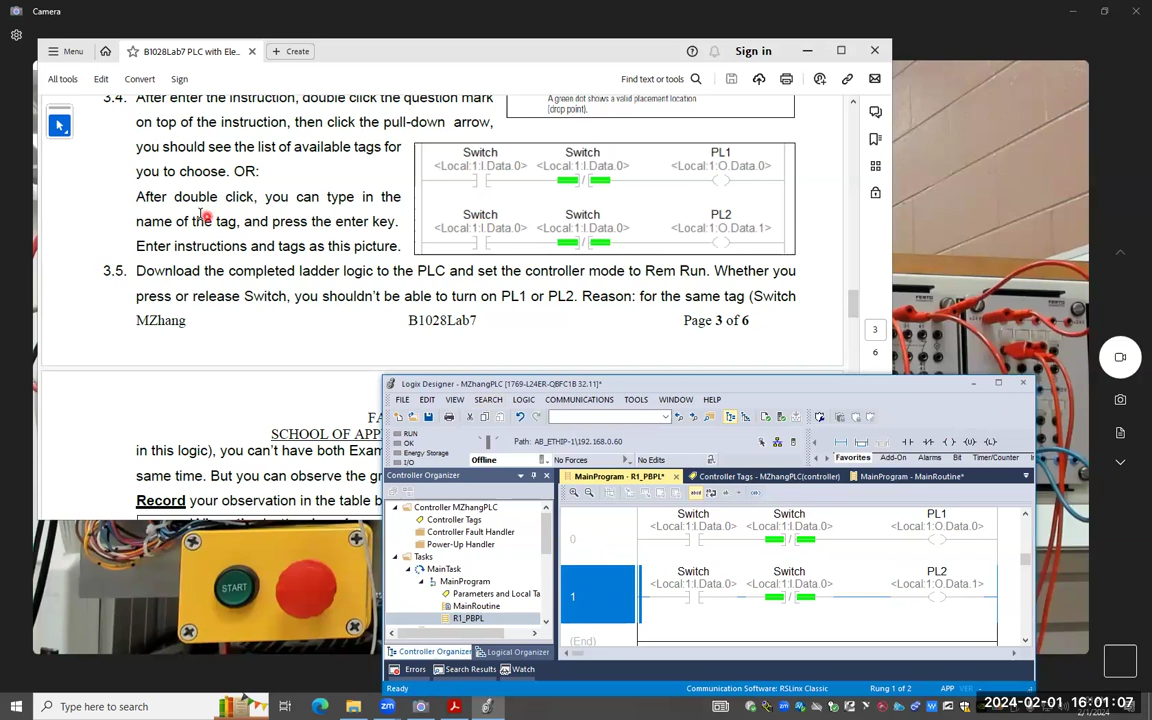 Camera
Menu
B1028Lab7 PLC with Ele...
Create
Sign in
All tools Edit Convert Sign
Find text or tools
3.4. After enter the instruction, double click the question mark
on top of the instruction, then click the pull-down arrow,
you should see the list of available tags for
you to choose. OR:
After double click, you can type in the
name of the tag, and press the enter key.
Enter instructions and tags as this picture.
A green dot shows a valid placement location
(drop point).
Switch Switch PL1
<Local:1:I.Data.0> <Local:1:I.Data.0> <Local:1:O.Data.0>
Switch Switch PL2
<Local:1:I.Data.0> <Local:1:I.Data.0> <Local:1:O.Data.1>
3.5. Download the completed ladder logic to the PLC and set the controller mode to Rem Run. Whether you
press or release Switch, you shouldn't be able to turn on PL1 or PL2. Reason: for the same tag (Switch
MZhang B1028Lab7 Page 3 of 6
3
6
FA
SCHOOL OF APP
in this logic), you can't have both Exam
same time. But you can observe the gr
Record your observation in the table b
START
Logix Designer - MZhangPLC [1769-L24ER-QBFC1B 32.11]*
FILE EDIT VIEW SEARCH LOGIC COMMUNICATIONS TOOLS WINDOW HELP
RUN
OK
Energy Storage
I/O
Path: AB_ETHIP-1\192.168.0.60
Offline No Forces No Edits
Favorites Add-On Alarms Bit Timer/Counter
Controller Organizer
Controller MZhangPLC
Controller Tags
Controller Fault Handler
Power-Up Handler
Tasks
MainTask
MainProgram
Parameters and Local Ta
MainRoutine
R1_PBPL
Controller Organizer Logical Organizer
MainProgram - R1_PBPL* Controller Tags - MZhangPLC(controller) MainProgram - MainRoutine*
Switch Switch PL1
<Local:1:I.Data.0> <Local:1:I.Data.0> <Local:1:O.Data.0>
0
Switch Switch PL2
<Local:1:I.Data.0> <Local:1:I.Data.0> <Local:1:O.Data.1>
1
(End)
Errors Search Results Watch
Ready Communication Software: RSLinx Classic Rung 1 of 2 APP VER
Type here to search
2024-02-01 16:01:07